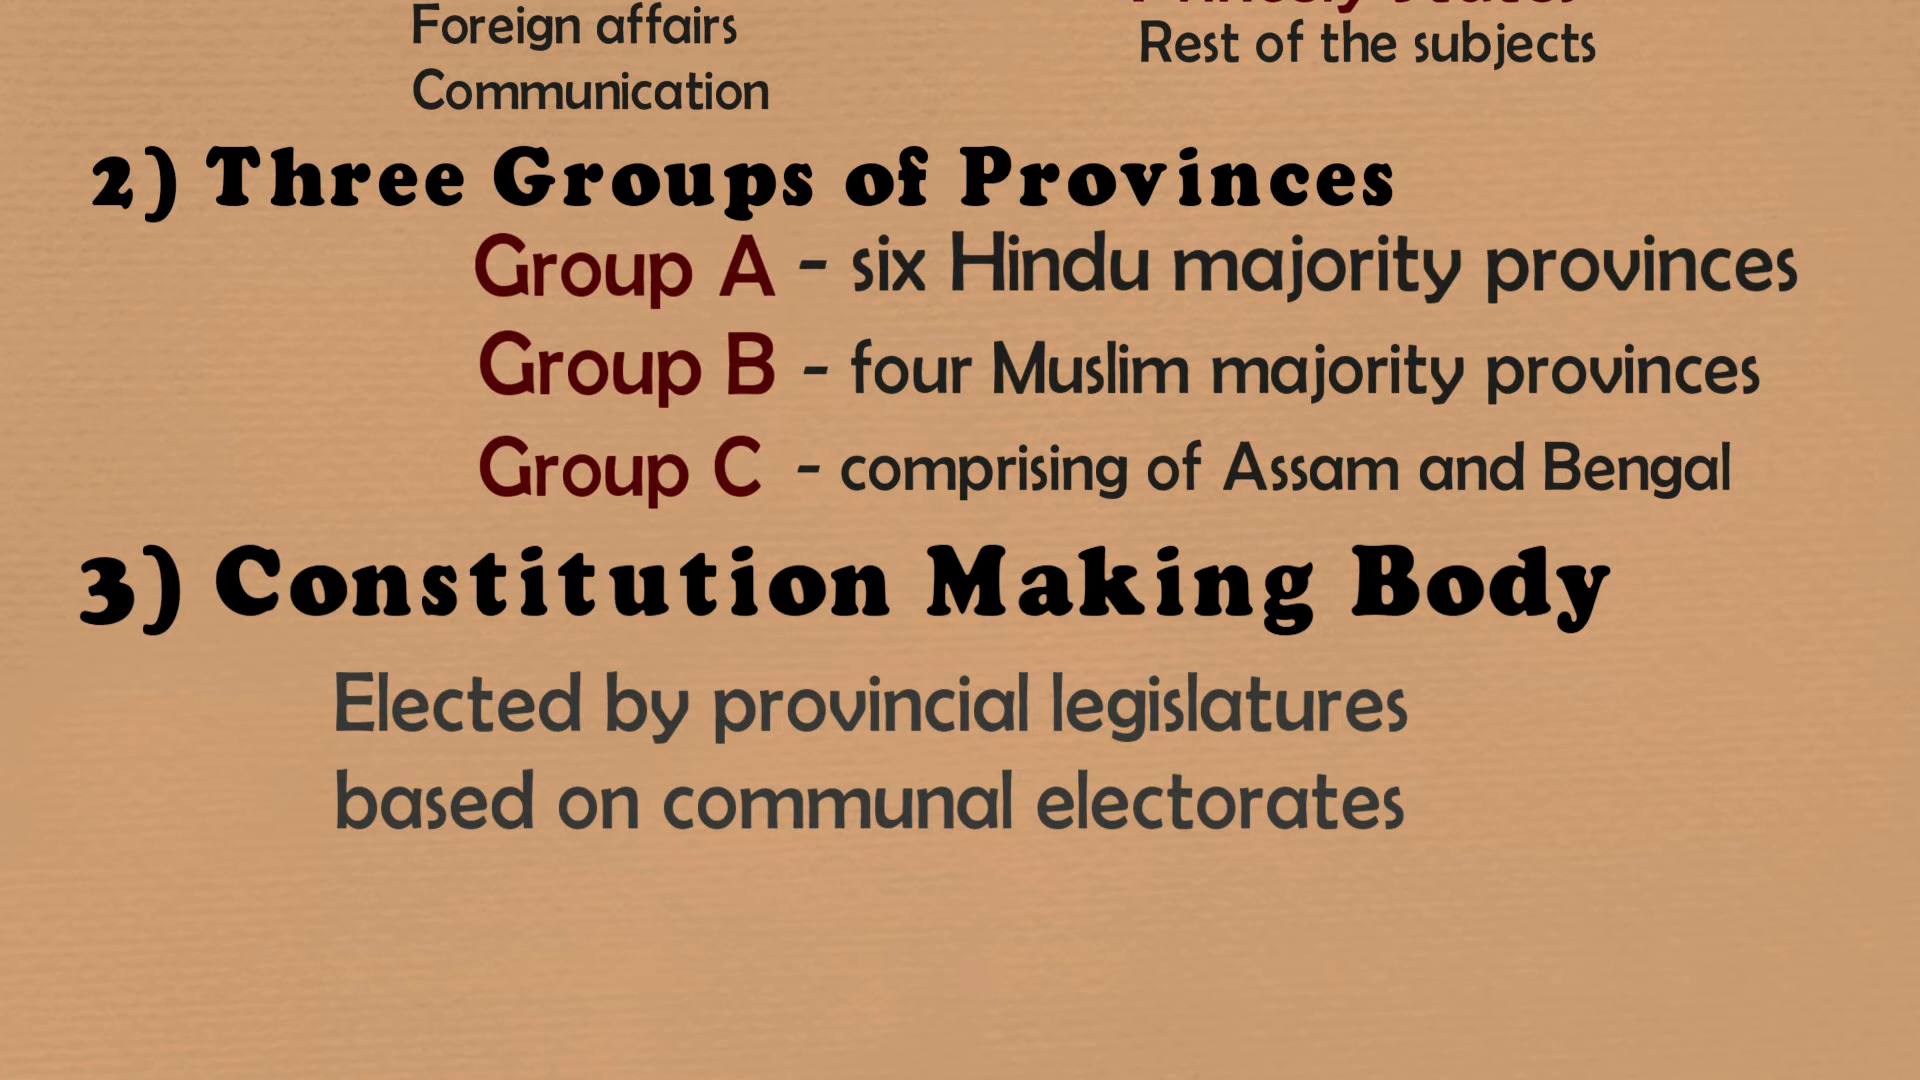 Foreign affairs
Communication
Rest of the subjects
2) Three Groups of Provinces
Group A - six Hindu majority provinces
Group B - four Muslim majority provinces
Group C - comprising of Assam and Bengal
3) Constitution Making Body
Elected by provincial legislatures
based on communal electorates